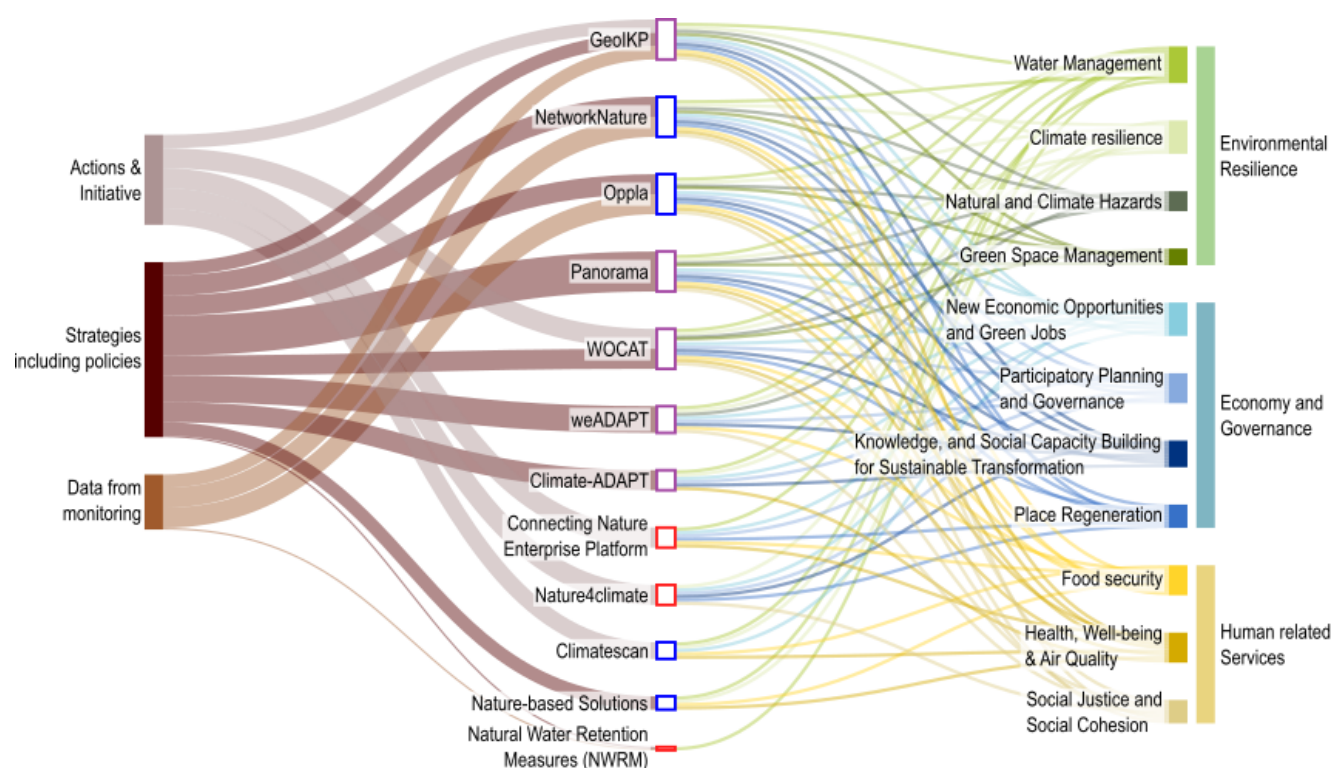 Actions &
Initiative
Strategies
including policies
Data from
monitoring
GeoIKP
NetworkNature
Oppla
Panorama
WOCAT
weADAPT
Climate-ADAPT
Connecting Nature
Enterprise Platform
Nature4climate
Climatescan
Nature-based Solutions
Natural Water Retention
Measures (NWRM)
Water Management
Climate resilience
Natural and Climate Hazards
Green Space Management
New Economic Opportunities
and Green Jobs
Participatory Planning
and Governance
Knowledge, and Social Capacity Building
for Sustainable Transformation
Place Regeneration
Food security
Health, Well-being
& Air Quality
Social Justice and
Social Cohesion
Environmental
Resilience
Economy and
Governance
Human related
Services